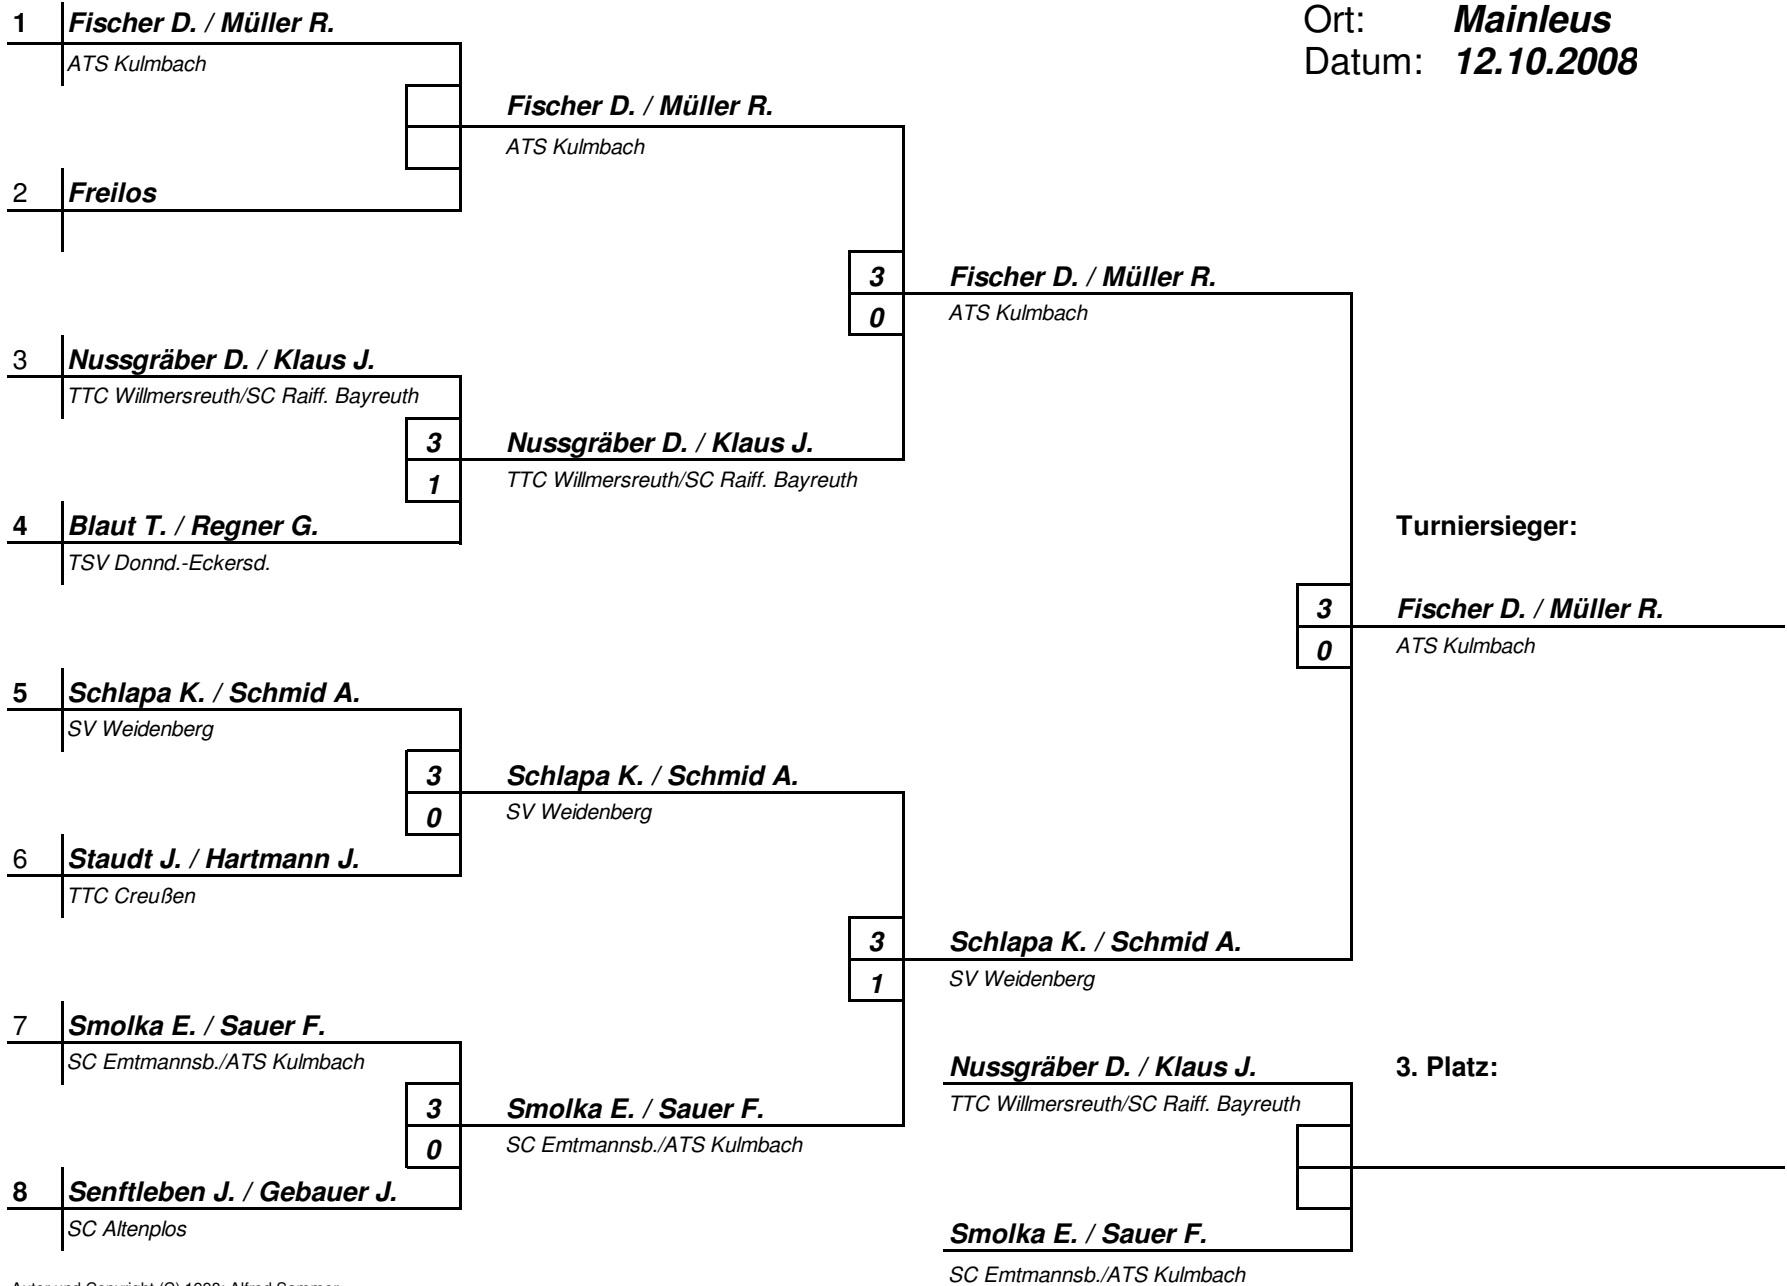 Ort: Mainleus
Datum: 12.10.2008
1 Fischer D. / Müller R.
ATS Kulmbach
Fischer D. / Müller R.
ATS Kulmbach
2 Freilos
3 Fischer D. / Müller R.
0 ATS Kulmbach
3 Nussgräber D. / Klaus J.
TTC Willmersreuth/SC Raiff. Bayreuth
3 Nussgräber D. / Klaus J.
1 TTC Willmersreuth/SC Raiff. Bayreuth
4 Blaut T. / Regner G.
TSV Donnd.-Eckersd.
Turniersieger:
3 Fischer D. / Müller R.
0 ATS Kulmbach
5 Schlapa K. / Schmid A.
SV Weidenberg
3 Schlapa K. / Schmid A.
0 SV Weidenberg
6 Staudt J. / Hartmann J.
TTC Creußen
3 Schlapa K. / Schmid A.
1 SV Weidenberg
7 Smolka E. / Sauer F.
SC Emtmannsb./ATS Kulmbach
Nussgräber D. / Klaus J. 3. Platz:
TTC Willmersreuth/SC Raiff. Bayreuth
3 Smolka E. / Sauer F.
0 SC Emtmannsb./ATS Kulmbach
8 Senftleben J. / Gebauer J.
SC Altenplos
Smolka E. / Sauer F.
SC Emtmannsb./ATS Kulmbach